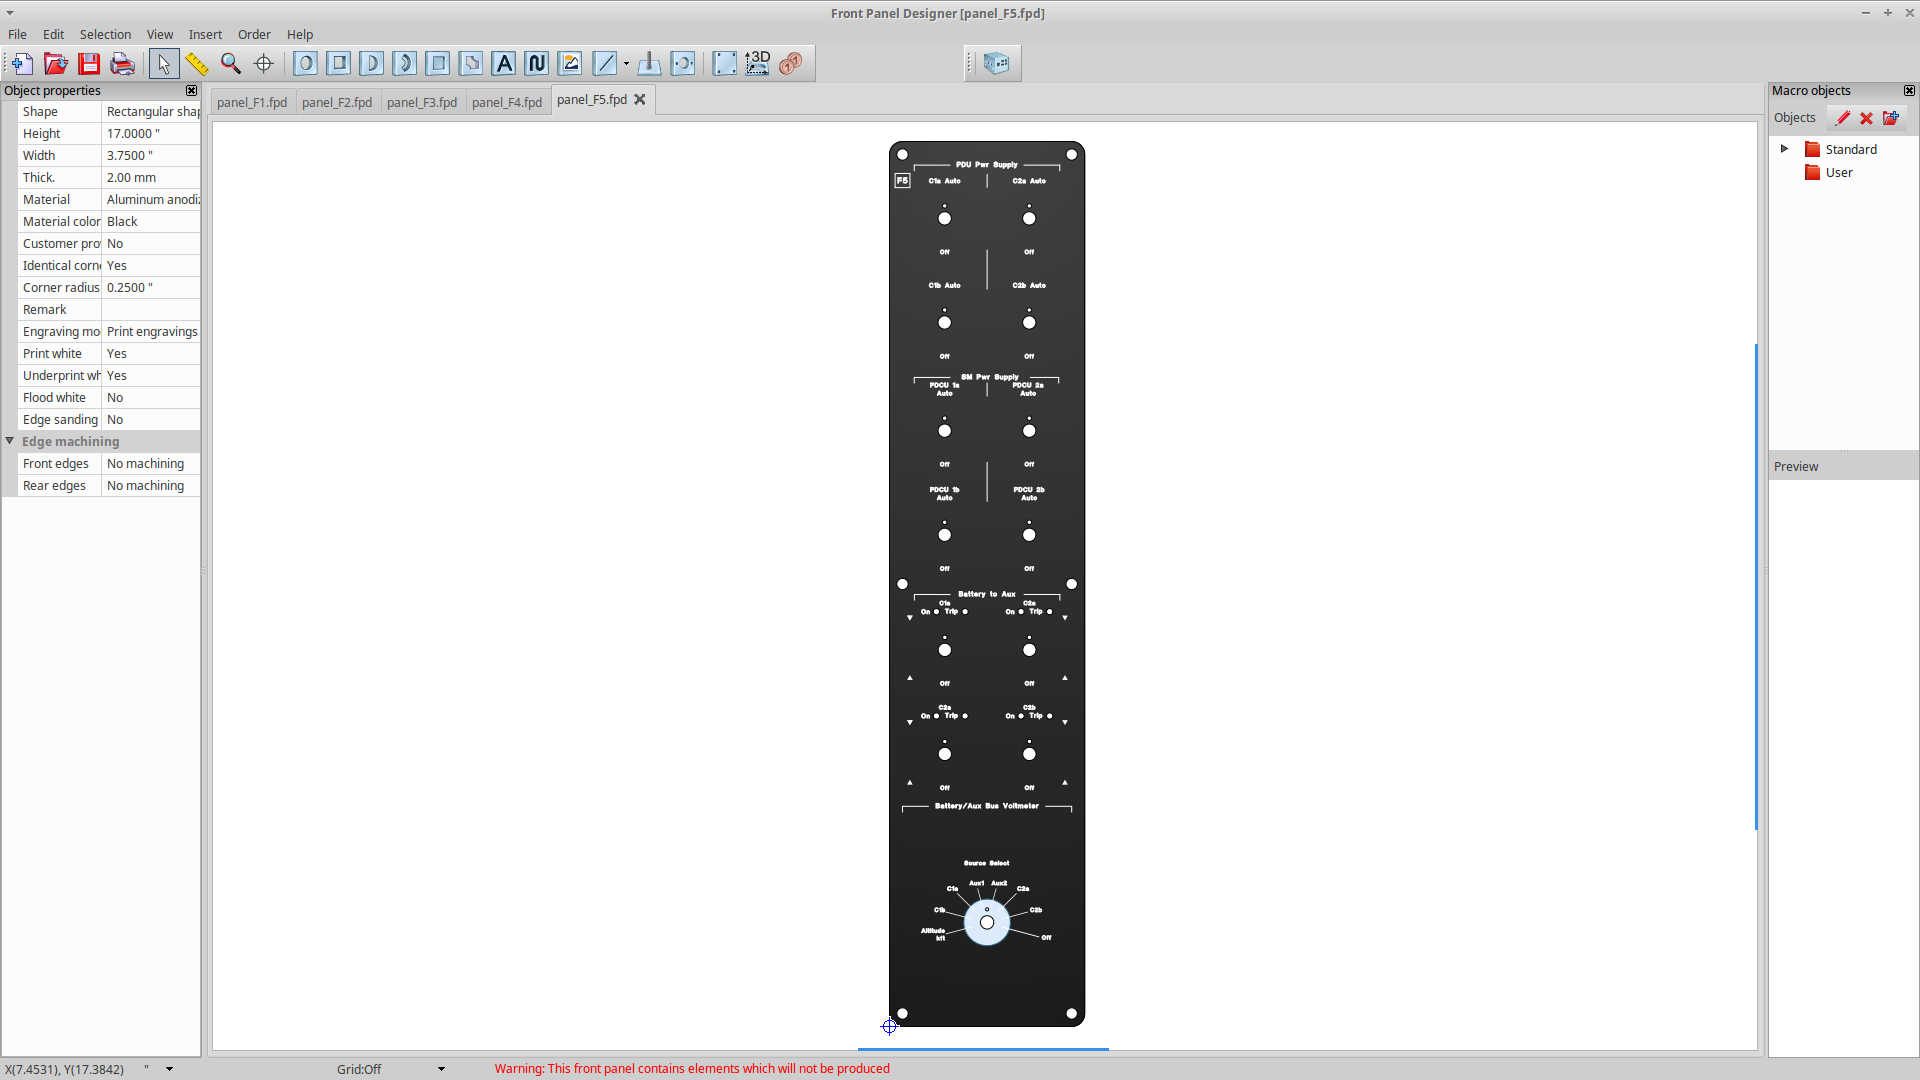 Front Panel Designer [panel_F5.fpd]
File Edit Selection View Insert Order Help
3D
Object properties
Shape Rectangular shap
Height 17.0000 "
Width 3.7500 "
Thick. 2.00 mm
Material Aluminum anodiz
Material color Black
Customer pro No
Identical corn Yes
Corner radius 0.2500 "
Remark
Engraving mo Print engravings
Print white Yes
Underprint wh Yes
Flood white No
Edge sanding No
Edge machining
Front edges No machining
Rear edges No machining
panel_F1.fpd panel_F2.fpd panel_F3.fpd panel_F4.fpd panel_F5.fpd
PDU Pwr Supply
F5 C1a Auto C2a Auto
Off Off
C1b Auto C2b Auto
Off Off
SM Pwr Supply
PDCU 1a PDCU 2a
Auto Auto
Off Off
PDCU 1b PDCU 2b
Auto Auto
Off Off
Battery to Aux
C1a C2a
On Trip On Trip
Off Off
C2a C2b
On Trip On Trip
Off Off
Battery/Aux Bus Voltmeter
Source Select
Aux1 Aux2
C1a C2a
C1b C2b
Altitude
kft Off
Macro objects
Objects
Standard
User
Preview
X(7.4531), Y(17.3842) " Grid:Off Warning: This front panel contains elements which will not be produced